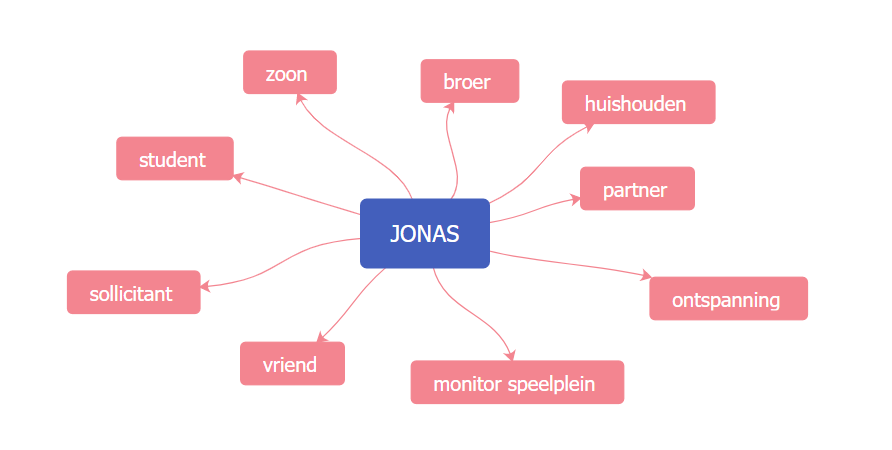 zoon
broer
huishouden
student
partner
JONAS
sollicitant
ontspanning
vriend
monitor speelplein